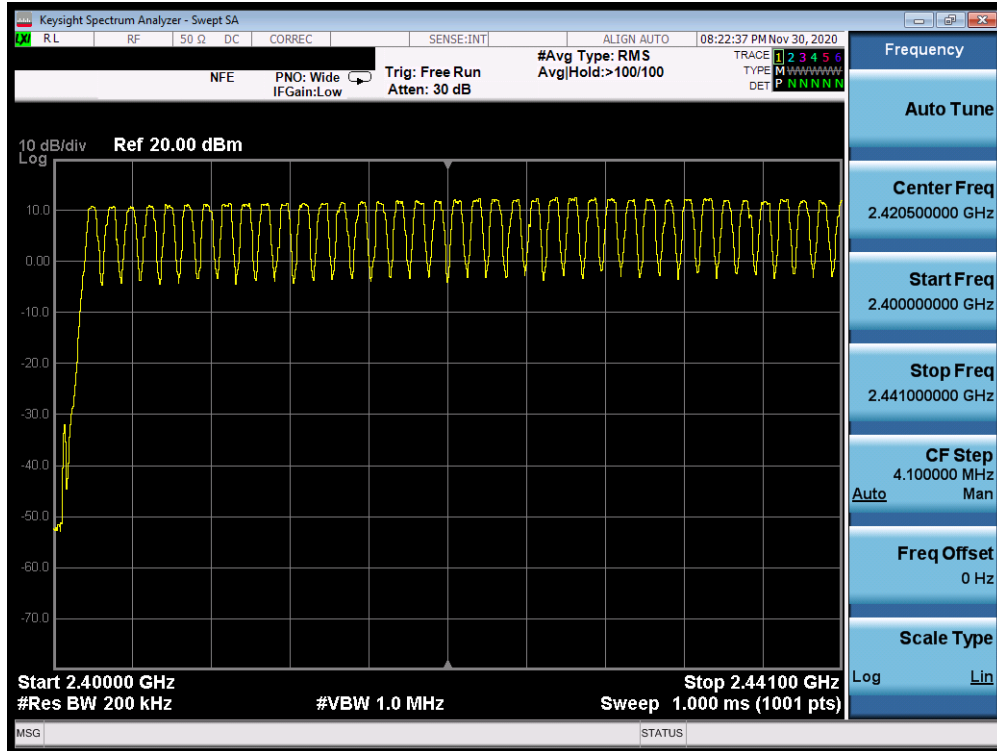 Keysight Spectrum Analyzer - Swept SA
LXI RL RF 50 Ω DC CORREC SENSE:INT ALIGN AUTO 08:22:37 PM Nov 30, 2020
NFE PNO: Wide Trig: Free Run #Avg Type: RMS TRACE 1 2 3 4 5 6
IFGain:Low Atten: 30 dB Avg|Hold:>100/100 TYPE M WWWWW
DET P N N N N N
10 dB/div Ref 20.00 dBm
Log
10.0
0.00
-10.0
-20.0
-30.0
-40.0
-50.0
-60.0
-70.0
Start 2.40000 GHz Stop 2.44100 GHz
#Res BW 200 kHz #VBW 1.0 MHz Sweep 1.000 ms (1001 pts)
MSG STATUS
Frequency
Auto Tune
Center Freq
2.420500000 GHz
Start Freq
2.400000000 GHz
Stop Freq
2.441000000 GHz
CF Step
4.100000 MHz
Auto Man
Freq Offset
0 Hz
Scale Type
Log Lin